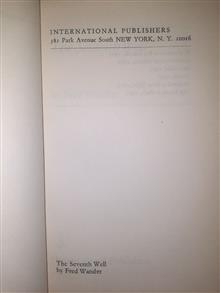 INTERNATIONAL PUBLISHERS
381 Park Avenue South NEW YORK, N. Y. 10016
The Seventh Well
by Fred Wander